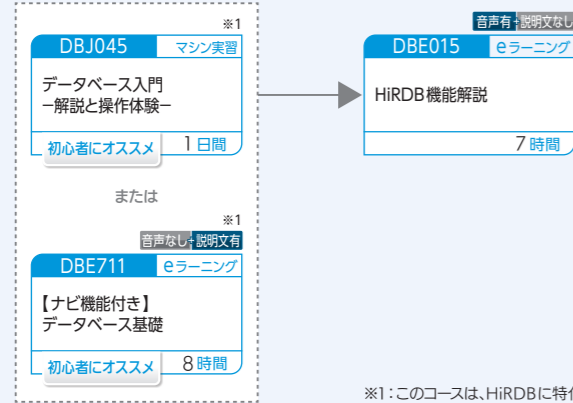 ※1
DBJ045 マシン実習
データベース入門
−解説と操作体験−
初心者にオススメ 1日間
または
※1
音声なし+説明文有
DBE711 eラーニング
【ナビ機能付き】
データベース基礎
初心者にオススメ 8時間
音声有+説明文なし
DBE015 eラーニング
HiRDB機能解説
7時間
※1：このコースは、HiRDBに特